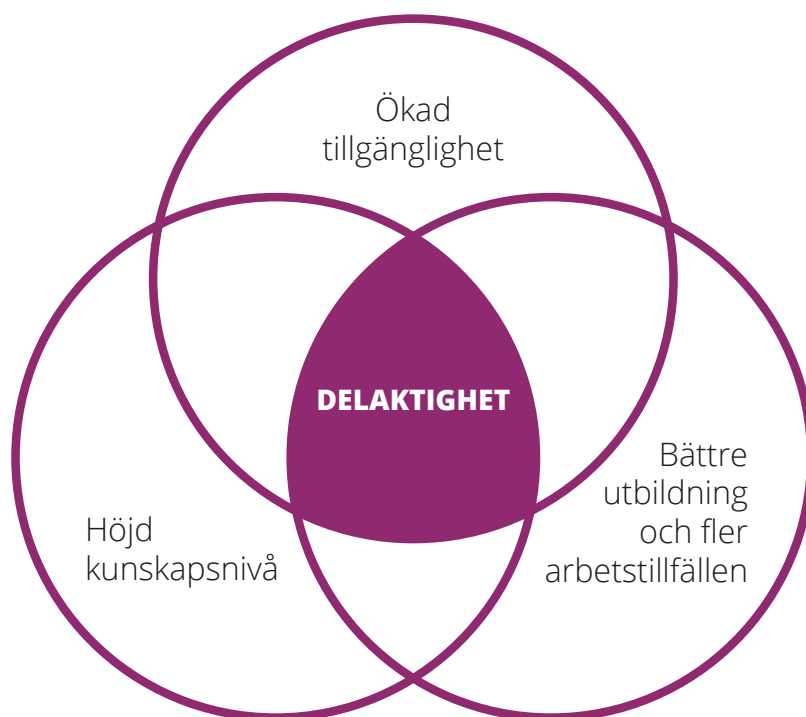 Ökad
tillgänglighet
DELAKTIGHET
Höjd
kunskapsnivå
Bättre
utbildning
och fler
arbetstillfällen